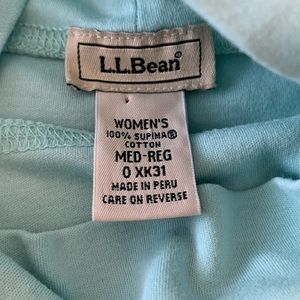 L.L.Bean®
WOMEN'S
100% SUPIMA®
COTTON
MED-REG
0 XK31
MADE IN PERU
CARE ON REVERSE